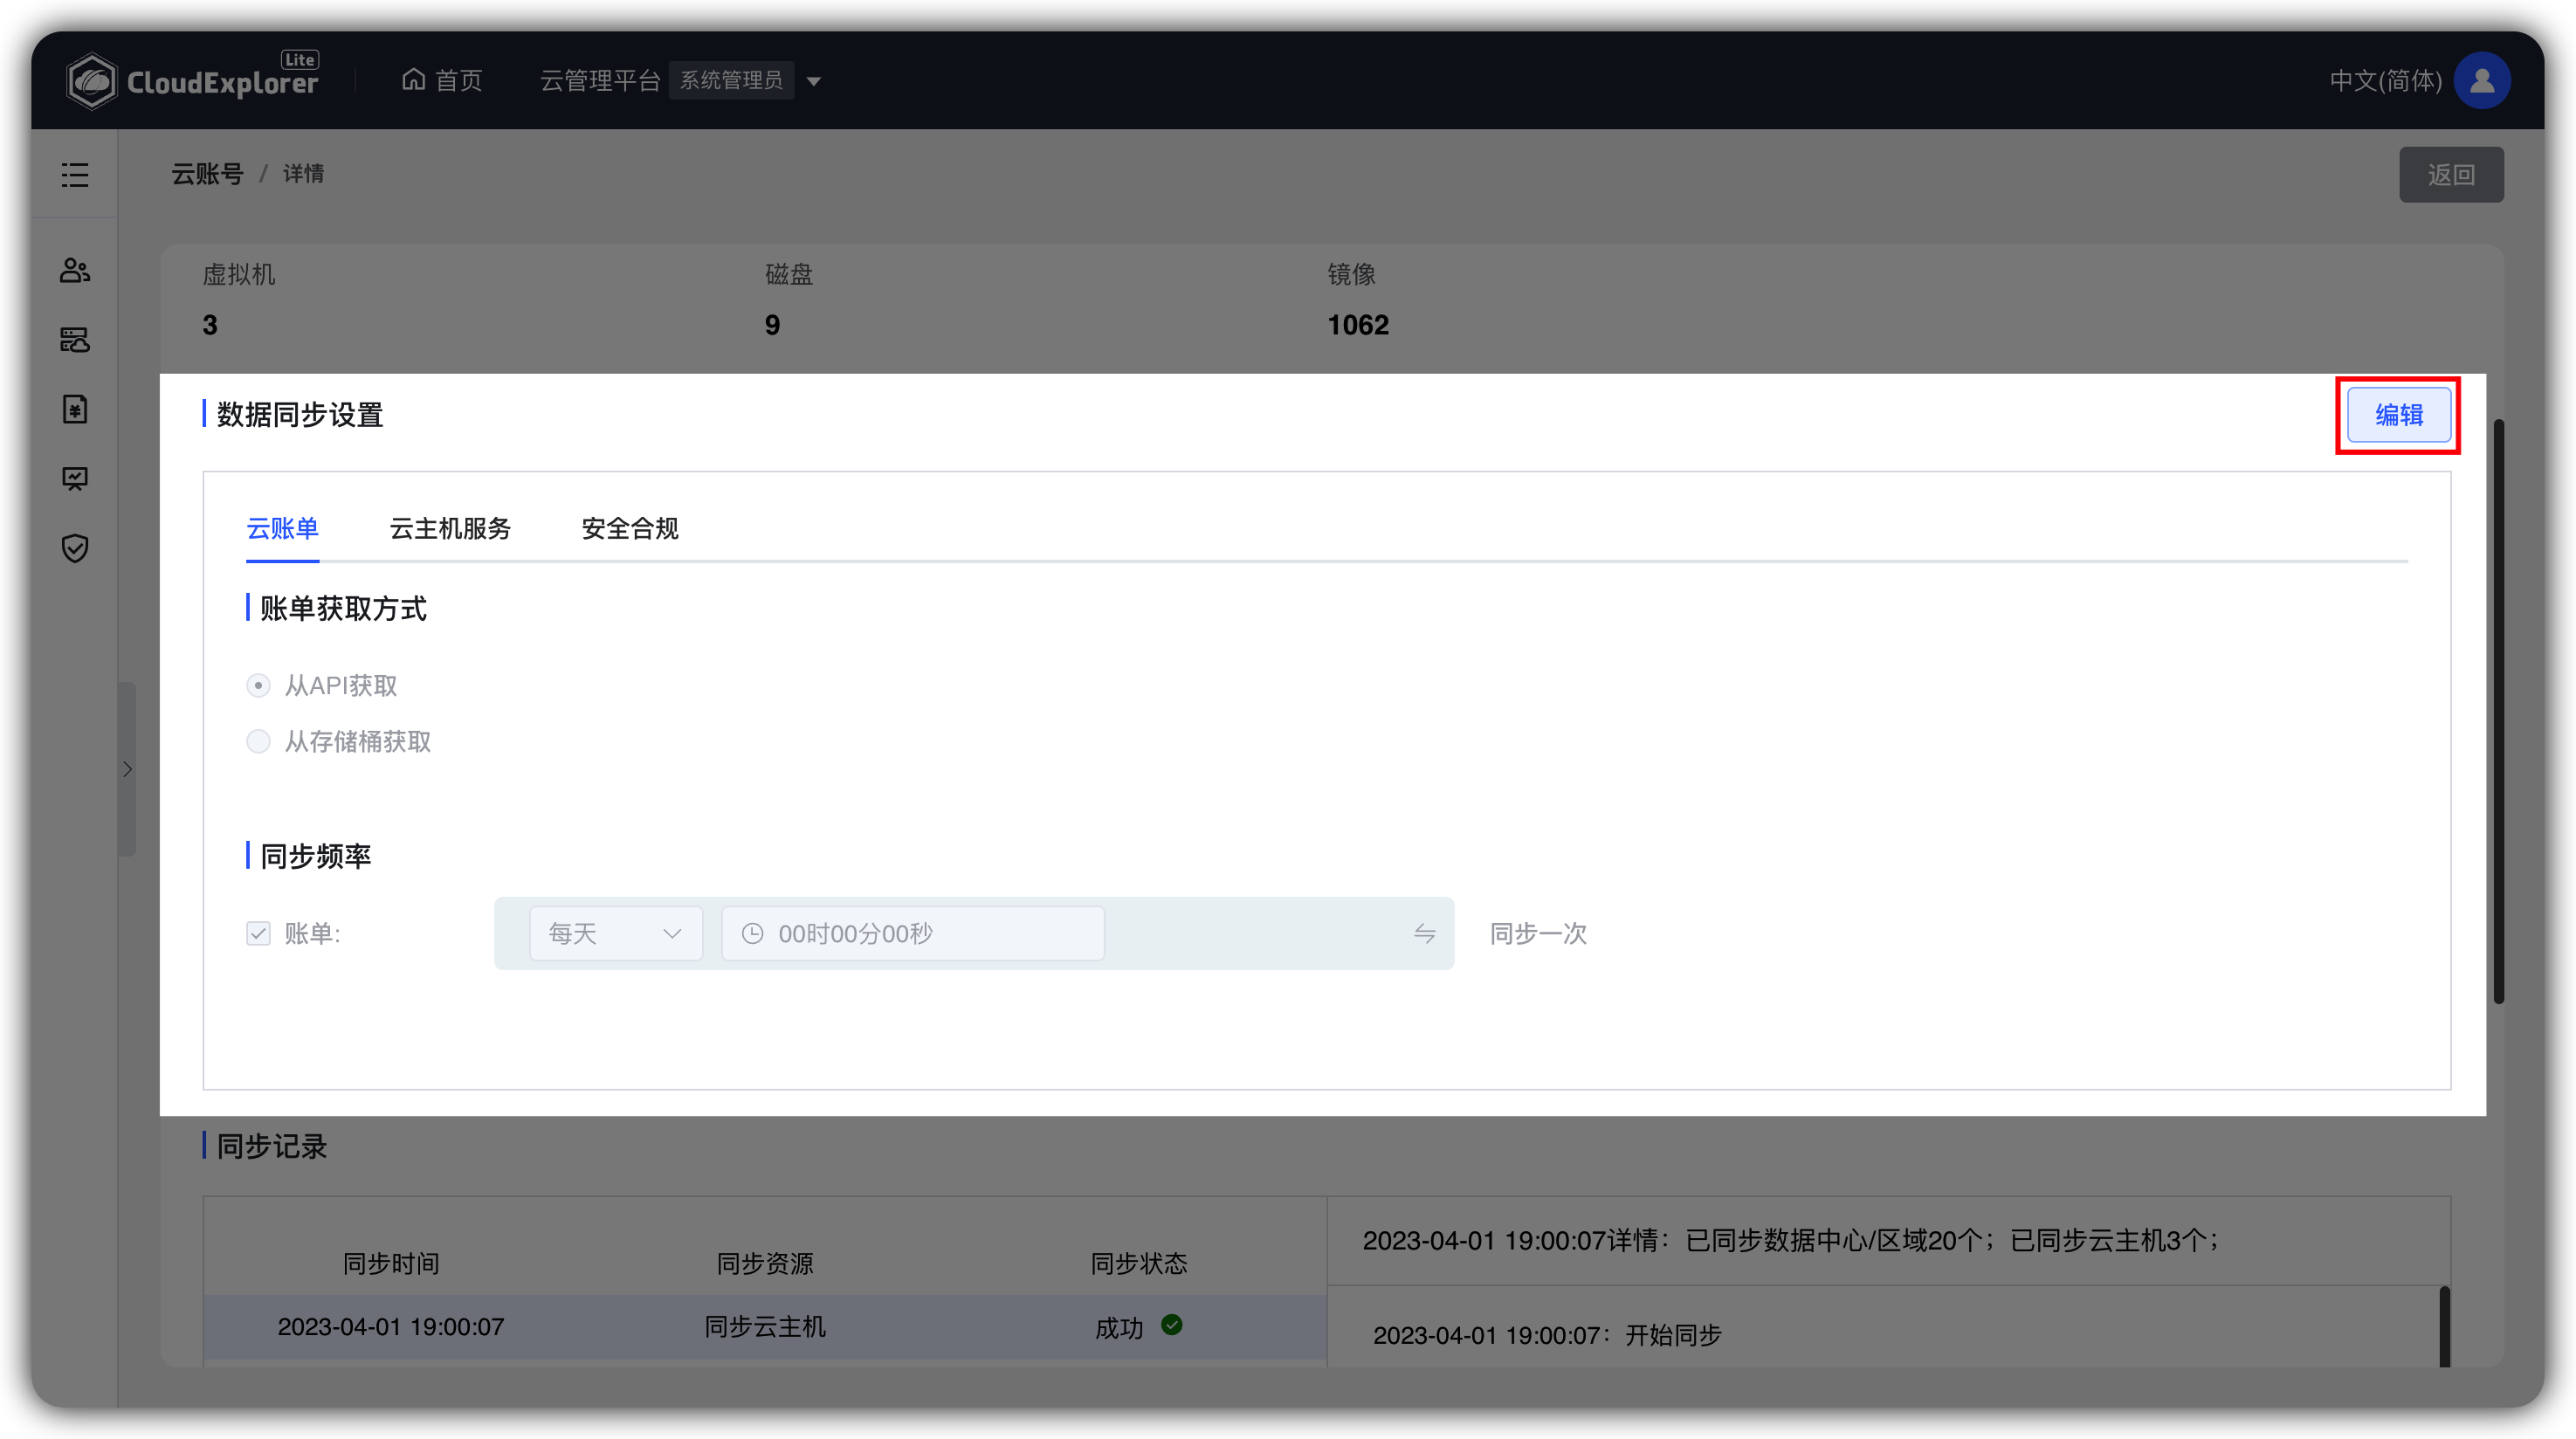 CloudExplorer Lite
首页
云管理平台 系统管理员
中文(简体)
云账号 / 详情
返回
虚拟机 磁盘 镜像
3 9 1062
数据同步设置
编辑
云账单 云主机服务 安全合规
账单获取方式
从API获取
从存储桶获取
同步频率
账单: 每天 00时00分00秒 同步一次
同步记录
同步时间 同步资源 同步状态
2023-04-01 19:00:07 同步云主机 成功
2023-04-01 19:00:07详情：已同步数据中心/区域20个；已同步云主机3个；
2023-04-01 19:00:07：开始同步